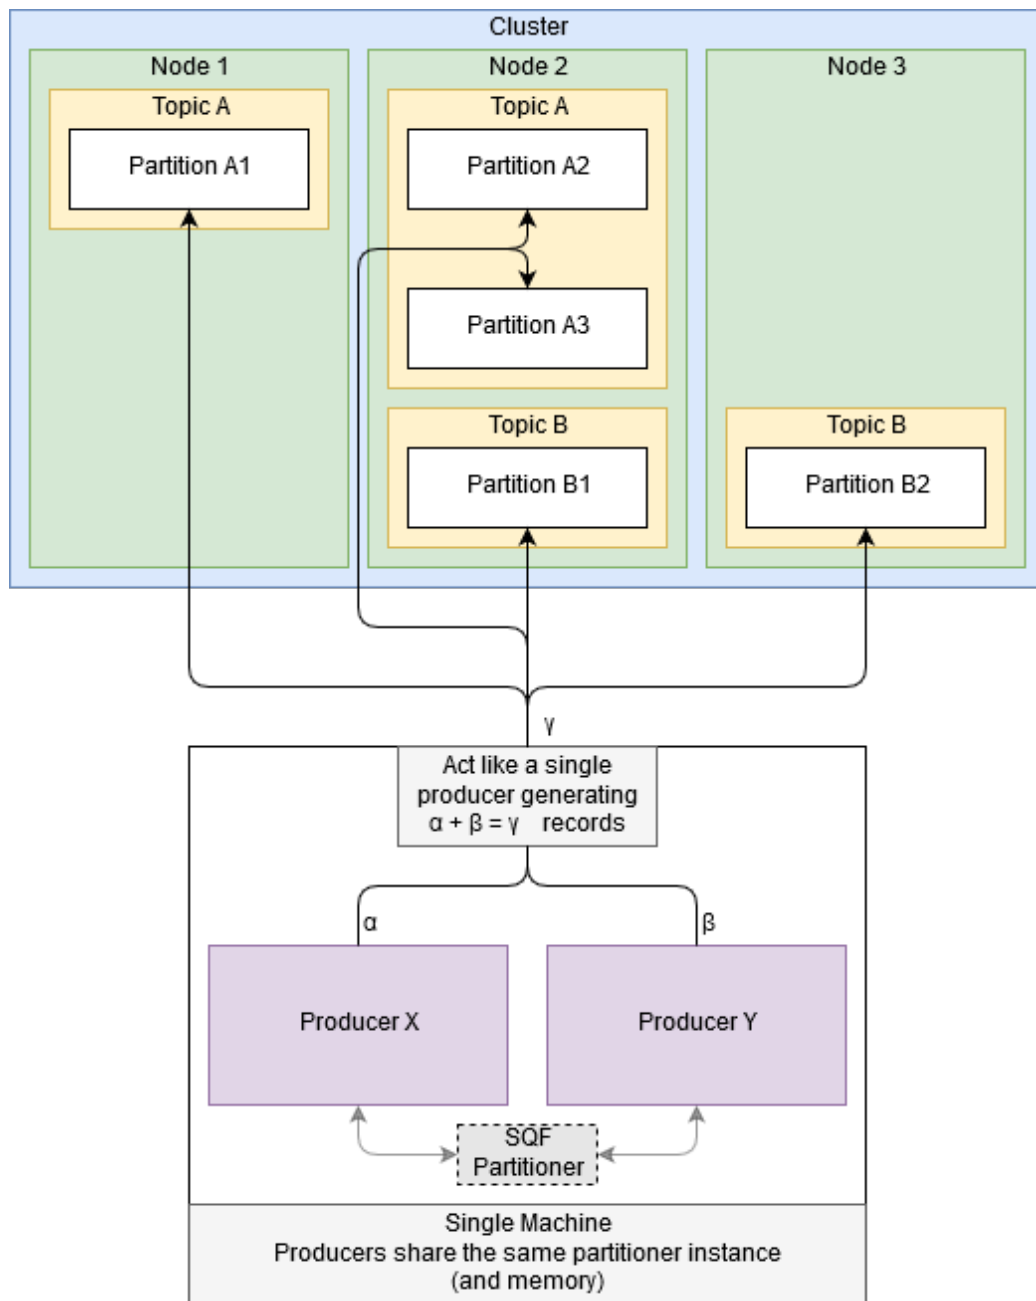 Cluster
Node 1
Node 2
Node 3
Topic A
Topic A
Partition A1
Partition A2
Partition A3
Topic B
Topic B
Partition B1
Partition B2
γ
Act like a single
producer generating
α + β = γ records
α
β
Producer X
Producer Y
SQF
Partitioner
Single Machine
Producers share the same partitioner instance
(and memory)